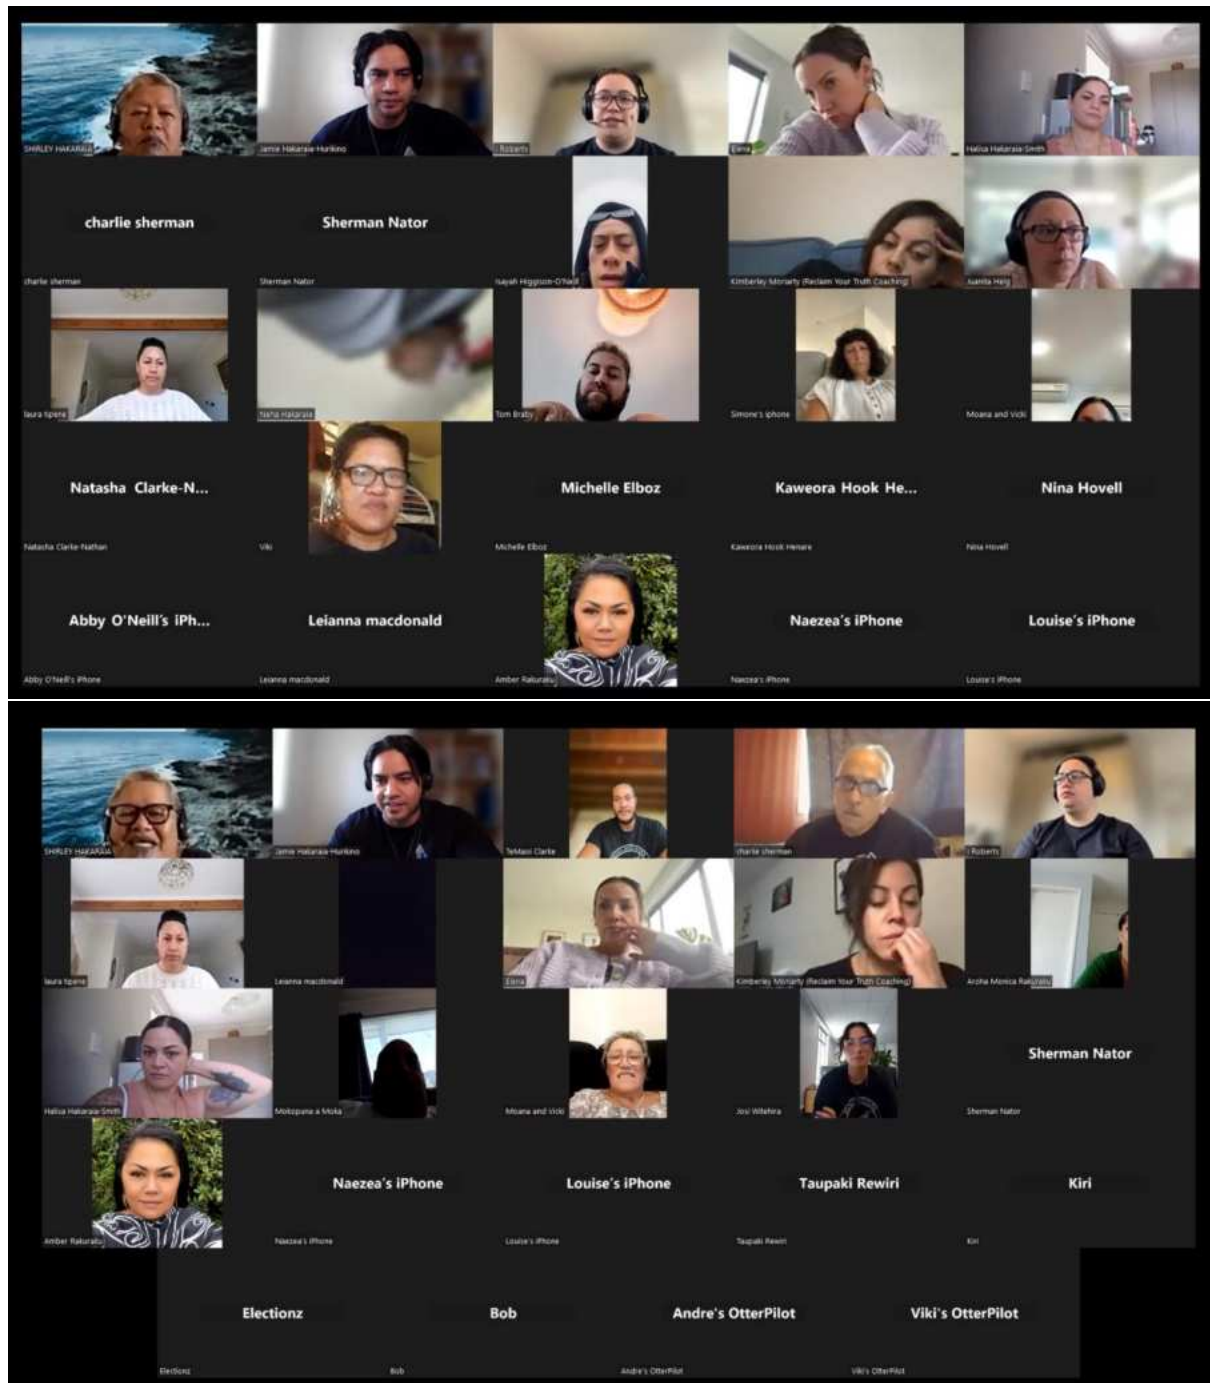 SHIRLEY HAKARAIA
Jamie Hakaraia-Hurikino
i Roberts
Elena
Halisa Hakaraia-Smith
charlie sherman
Sherman Nator
charlie sherman
Sherman Nator
Isayah Higgison-O'Neill
Kimberley Moriarty (Reclaim Your Truth Coaching)
Juanita Heig
laura tipene
Nisha Hakaraia
Tom Braby
Simone's iphone
Moana and Vicki
Natasha Clarke-N...
Michelle Elboz
Kaweora Hook He...
Nina Hovell
Natasha Clarke-Nathan
Viki
Michelle Elboz
Kaweora Hook Henare
Nina Hovell
Abby O'Neill's iPh...
Leianna macdonald
Naezea's iPhone
Louise's iPhone
Abby O'Neill's iPhone
Leianna macdonald
Amber Rakuraku
Naezea's iPhone
Louise's iPhone
SHIRLEY HAKARAIA
Jamie Hakaraia-Hurikino
TeMaioi Clarke
charlie sherman
i Roberts
laura tipene
Leianna macdonald
Elena
Kimberley Moriarty (Reclaim Your Truth Coaching)
Aroha Monica Rakuraku
Sherman Nator
Halisa Hakaraia-Smith
Mokopuna a Moka
Moana and Vicki
Josi Wilehira
Sherman Nator
Naezea's iPhone
Louise's iPhone
Taupaki Rewiri
Kiri
Amber Rakuraku
Naezea's iPhone
Louise's iPhone
Taupaki Rewiri
Kiri
Electionz
Bob
Andre's OtterPilot
Viki's OtterPilot
Electionz
Bob
Andre's OtterPilot
Viki's OtterPilot